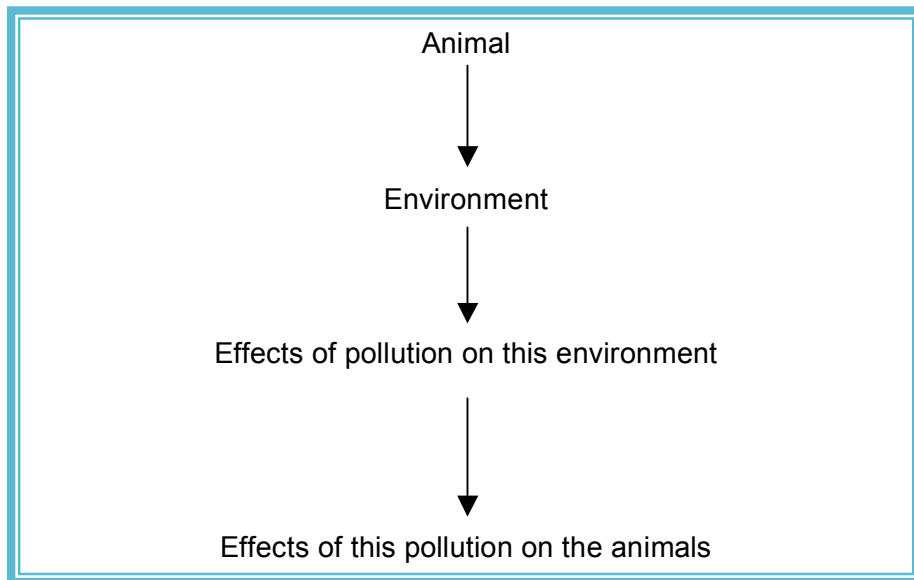 Animal
Environment
Effects of pollution on this environment
Effects of this pollution on the animals